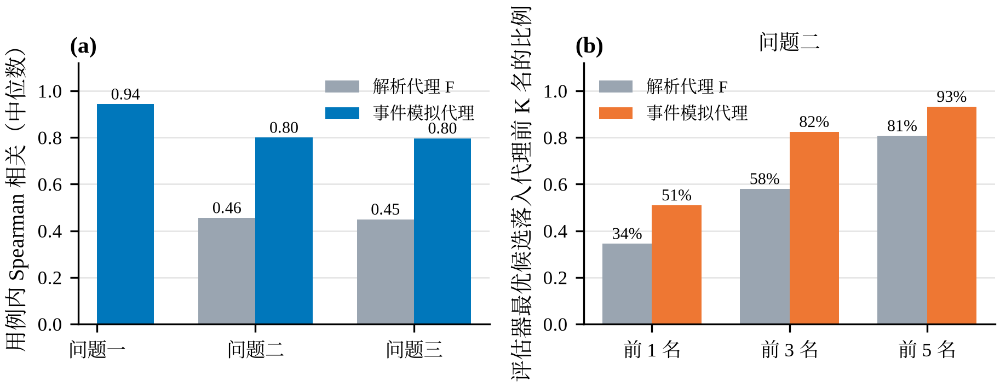 (a)
用例内 Spearman 相关（中位数）
1.0
0.8
0.6
0.4
0.2
0.0
解析代理 F
事件模拟代理
0.94
0.46
0.80
0.45
0.80
问题一
问题二
问题三
(b)
问题二
评估器最优候选落入代理前 K 名的比例
1.0
0.8
0.6
0.4
0.2
0.0
解析代理 F
事件模拟代理
34%
51%
58%
82%
81%
93%
前 1 名
前 3 名
前 5 名